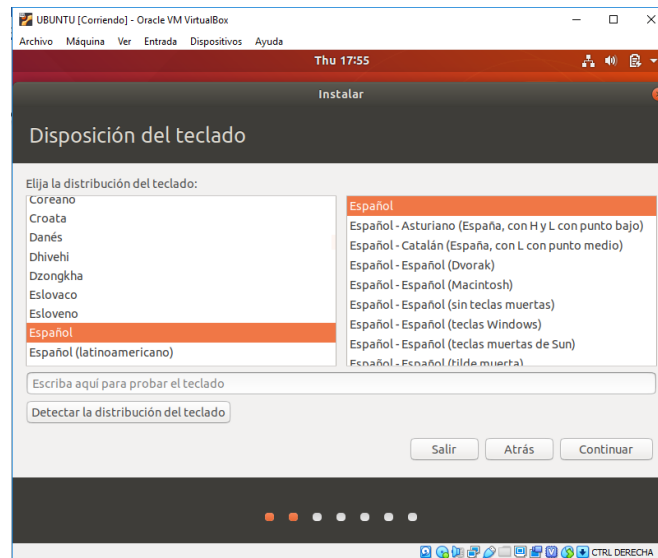 UBUNTU [Corriendo] - Oracle VM VirtualBox
Archivo Máquina Ver Entrada Dispositivos Ayuda
Thu 17:55
Instalar
Disposición del teclado
Elija la distribución del teclado:
Coreano
Croata
Danés
Dhivehi
Dzongkha
Eslovaco
Esloveno
Español
Español (latinoamericano)
Español
Español - Asturiano (España, con H y L con punto bajo)
Español - Catalán (España, con L con punto medio)
Español - Español (Dvorak)
Español - Español (Macintosh)
Español - Español (sin teclas muertas)
Español - Español (teclas Windows)
Español - Español (teclas muertas de Sun)
Español - Español (tilde muerta)
Escriba aquí para probar el teclado
Detectar la distribución del teclado
Salir Atrás Continuar
CTRL DERECHA